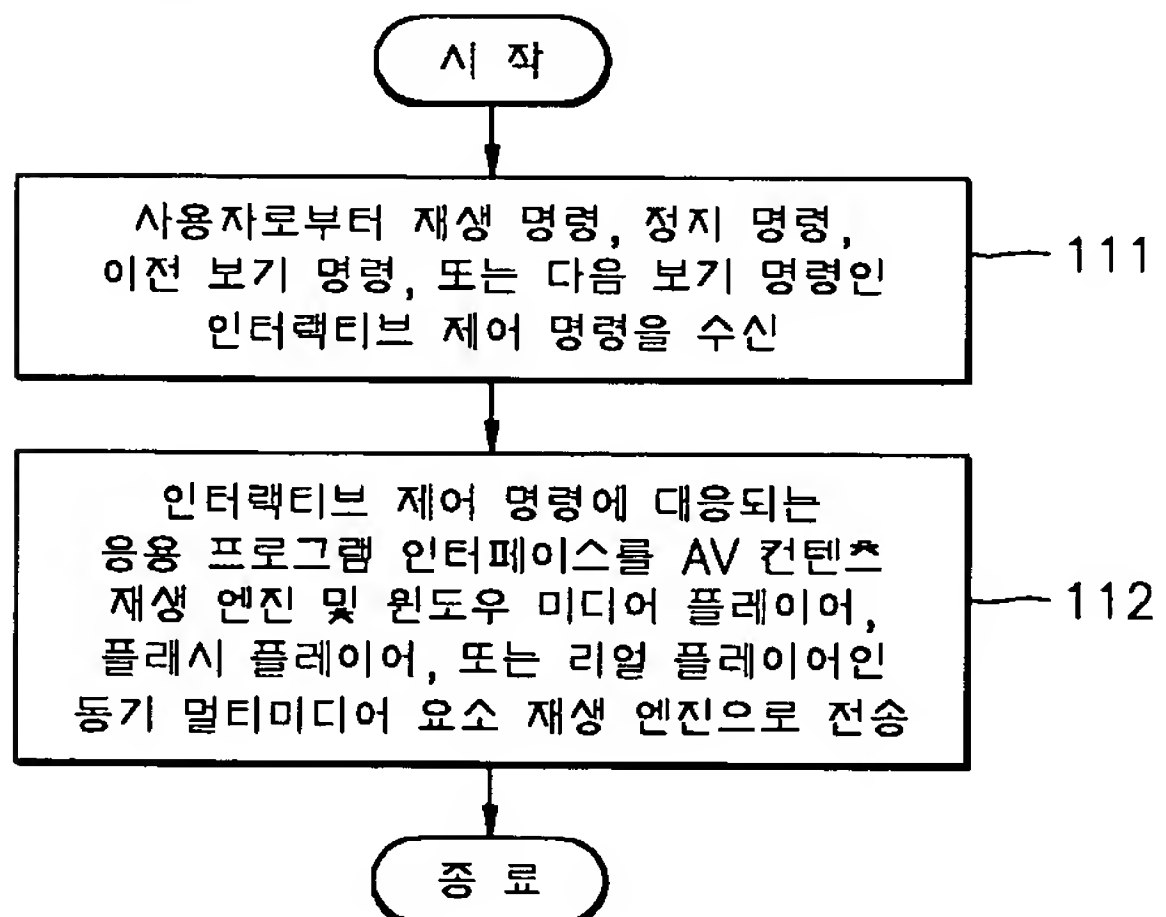 시 작
사용자로부터 재생 명령, 정지 명령,
이전 보기 명령, 또는 다음 보기 명령인
인터랙티브 제어 명령을 수신
111
인터랙티브 제어 명령에 대응되는
응용 프로그램 인터페이스를 AV 컨텐츠
재생 엔진 및 윈도우 미디어 플레이어,
플래시 플레이어, 또는 리얼 플레이어인
동기 멀티미디어 요소 재생 엔진으로 전송
112
종 료